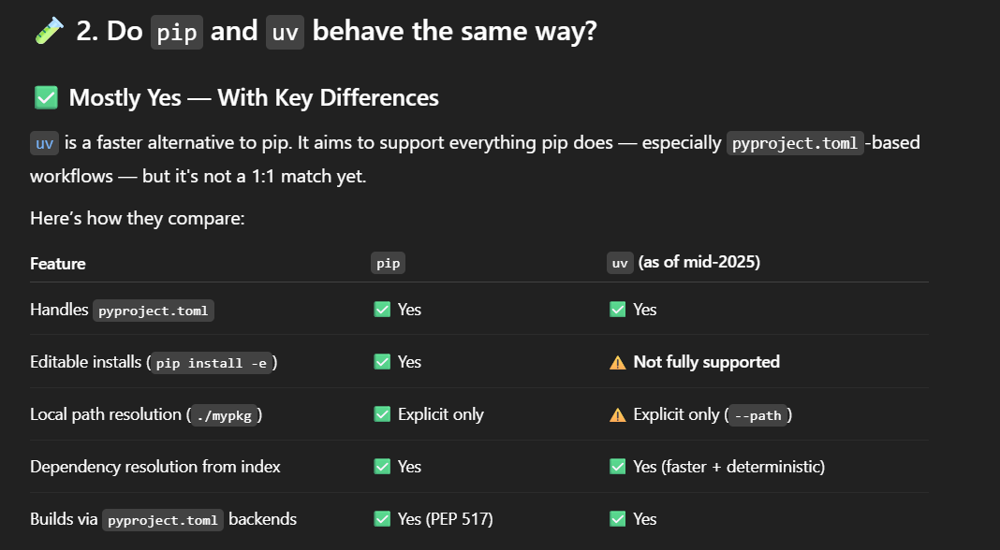 🧪 2. Do pip and uv behave the same way?
✅ Mostly Yes — With Key Differences
uv is a faster alternative to pip. It aims to support everything pip does — especially pyproject.toml-based
workflows — but it's not a 1:1 match yet.
Here’s how they compare:
Feature pip uv (as of mid-2025)
Handles pyproject.toml ✅ Yes ✅ Yes
Editable installs (pip install -e) ✅ Yes ⚠️ Not fully supported
Local path resolution (./mypkg) ✅ Explicit only ⚠️ Explicit only (--path)
Dependency resolution from index ✅ Yes ✅ Yes (faster + deterministic)
Builds via pyproject.toml backends ✅ Yes (PEP 517) ✅ Yes